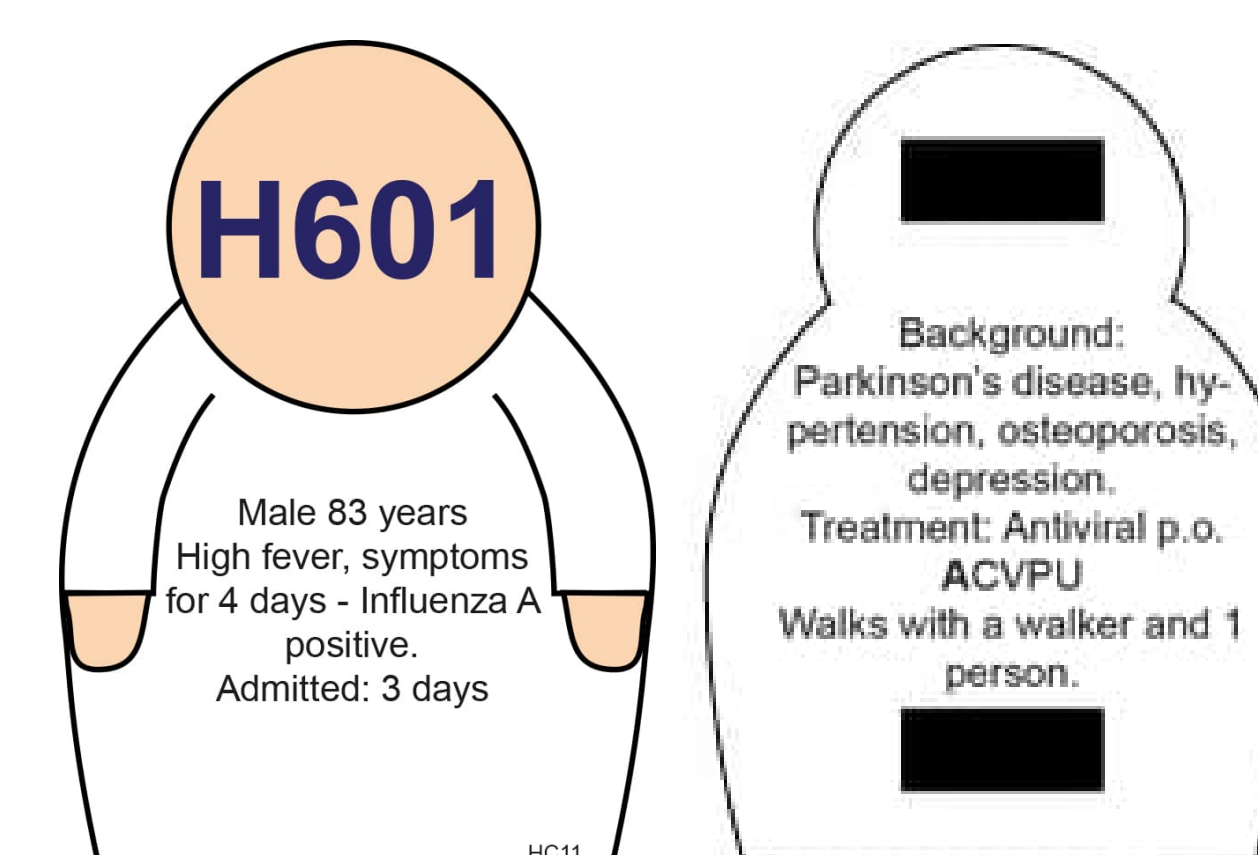 H601
Male 83 years
High fever, symptoms
for 4 days - Influenza A
positive.
Admitted: 3 days
HC11
Background:
Parkinson's disease, hy-
pertension, osteoporosis,
depression.
Treatment: Antiviral p.o.
ACVPU
Walks with a walker and 1
person.